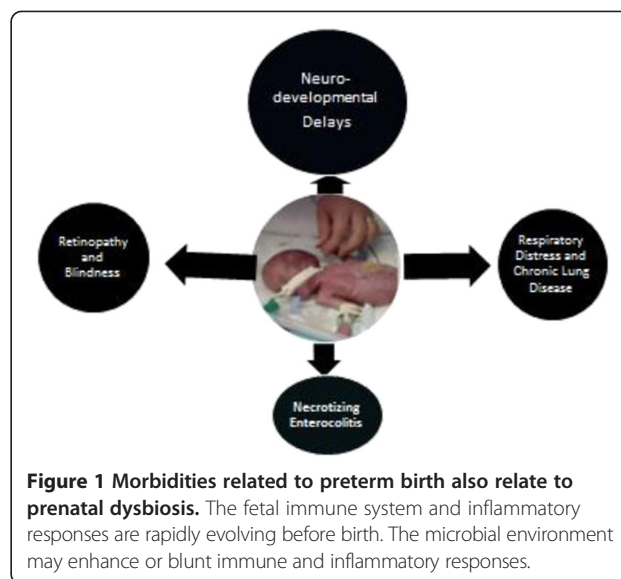 Neuro-
developmental
Delays
Retinopathy
and
Blindness
Respiratory
Distress and
Chronic Lung
Disease
Necrotizing
Enterocolitis
Figure 1 Morbidities related to preterm birth also relate to
prenatal dysbiosis. The fetal immune system and inflammatory
responses are rapidly evolving before birth. The microbial environment
may enhance or blunt immune and inflammatory responses.